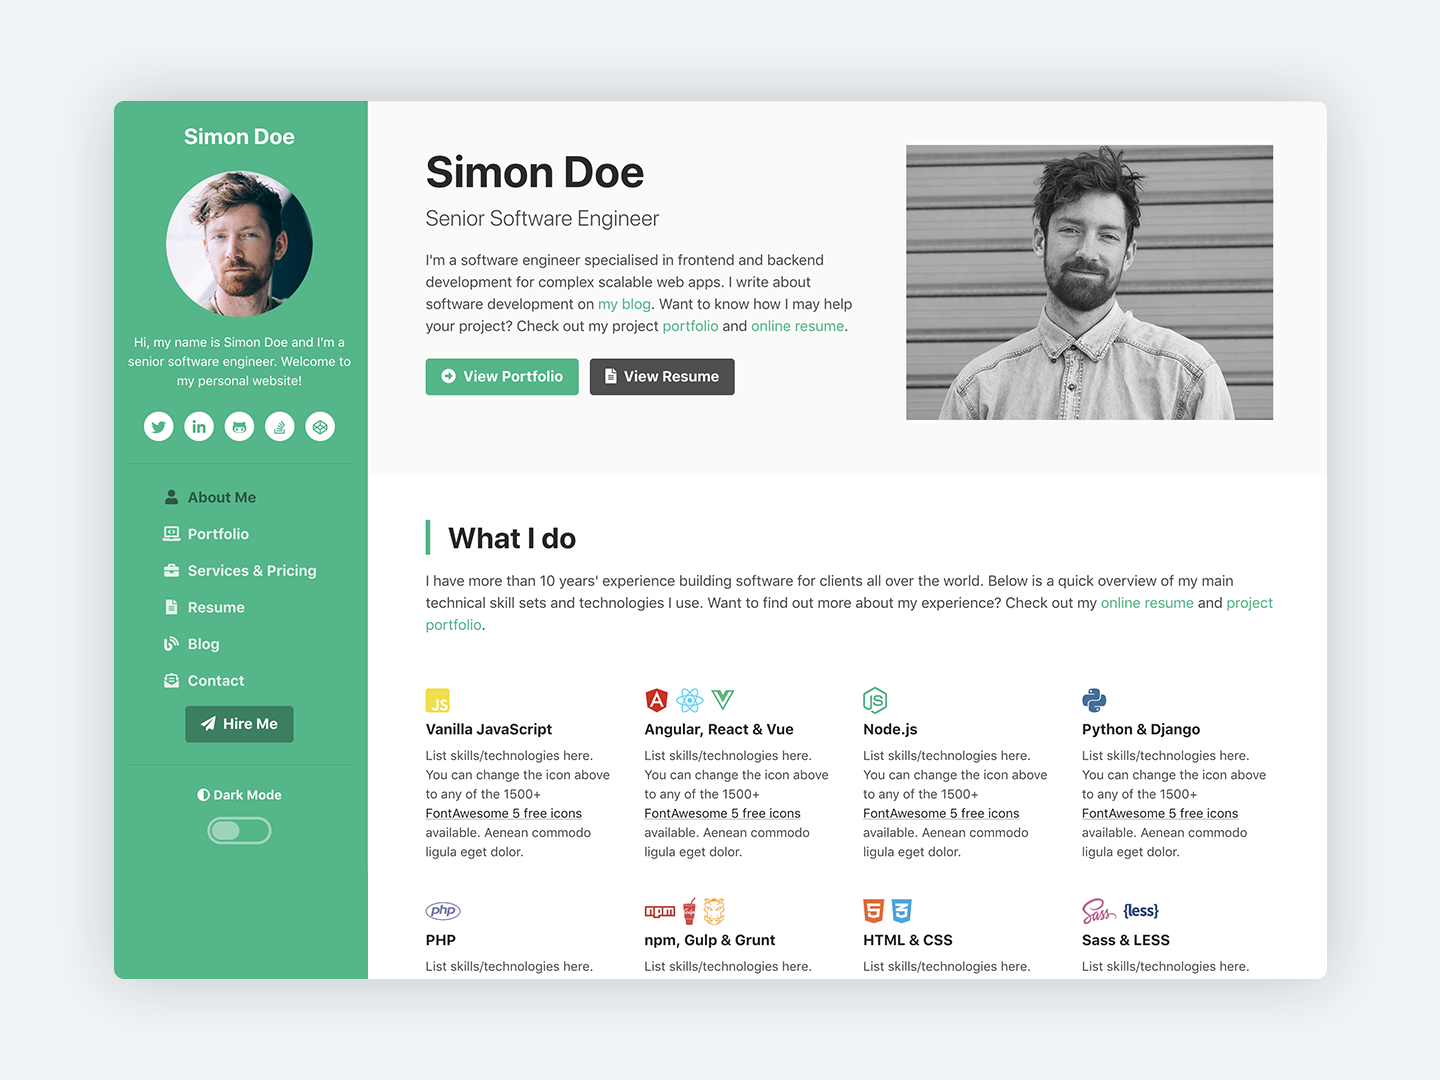 Simon Doe
Hi, my name is Simon Doe and I'm a
senior software engineer. Welcome to
my personal website!
About Me
Portfolio
Services & Pricing
Resume
Blog
Contact
Hire Me
Dark Mode
Simon Doe
Senior Software Engineer
I'm a software engineer specialised in frontend and backend
development for complex scalable web apps. I write about
software development on my blog. Want to know how I may help
your project? Check out my project portfolio and online resume.
View Portfolio
View Resume
What I do
I have more than 10 years' experience building software for clients all over the world. Below is a quick overview of my main
technical skill sets and technologies I use. Want to find out more about my experience? Check out my online resume and project
portfolio.
JS
Vanilla JavaScript
List skills/technologies here.
You can change the icon above
to any of the 1500+
FontAwesome 5 free icons
available. Aenean commodo
ligula eget dolor.
A
Angular, React & Vue
List skills/technologies here.
You can change the icon above
to any of the 1500+
FontAwesome 5 free icons
available. Aenean commodo
ligula eget dolor.
JS
Node.js
List skills/technologies here.
You can change the icon above
to any of the 1500+
FontAwesome 5 free icons
available. Aenean commodo
ligula eget dolor.
Python & Django
List skills/technologies here.
You can change the icon above
to any of the 1500+
FontAwesome 5 free icons
available. Aenean commodo
ligula eget dolor.
php
PHP
List skills/technologies here.
npm
npm, Gulp & Grunt
List skills/technologies here.
5 3
HTML & CSS
List skills/technologies here.
Sass {less}
Sass & LESS
List skills/technologies here.